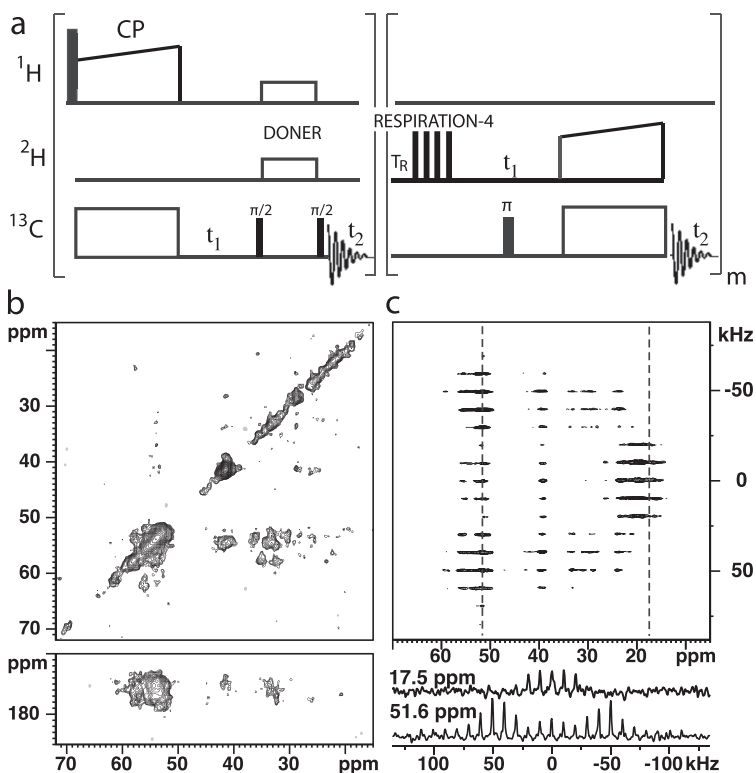 a
CP
¹H
DONER
²H
¹³C
t₁
π/2
π/2
t₂
RESPIRATION-4
T_R
t₁
π
t₂
m
b
ppm
30
40
50
60
70
ppm
180
70
60
50
40
30
ppm
c
kHz
-50
0
50
60
50
40
30
20
ppm
17.5 ppm
51.6 ppm
100
50
0
-50
-100 kHz